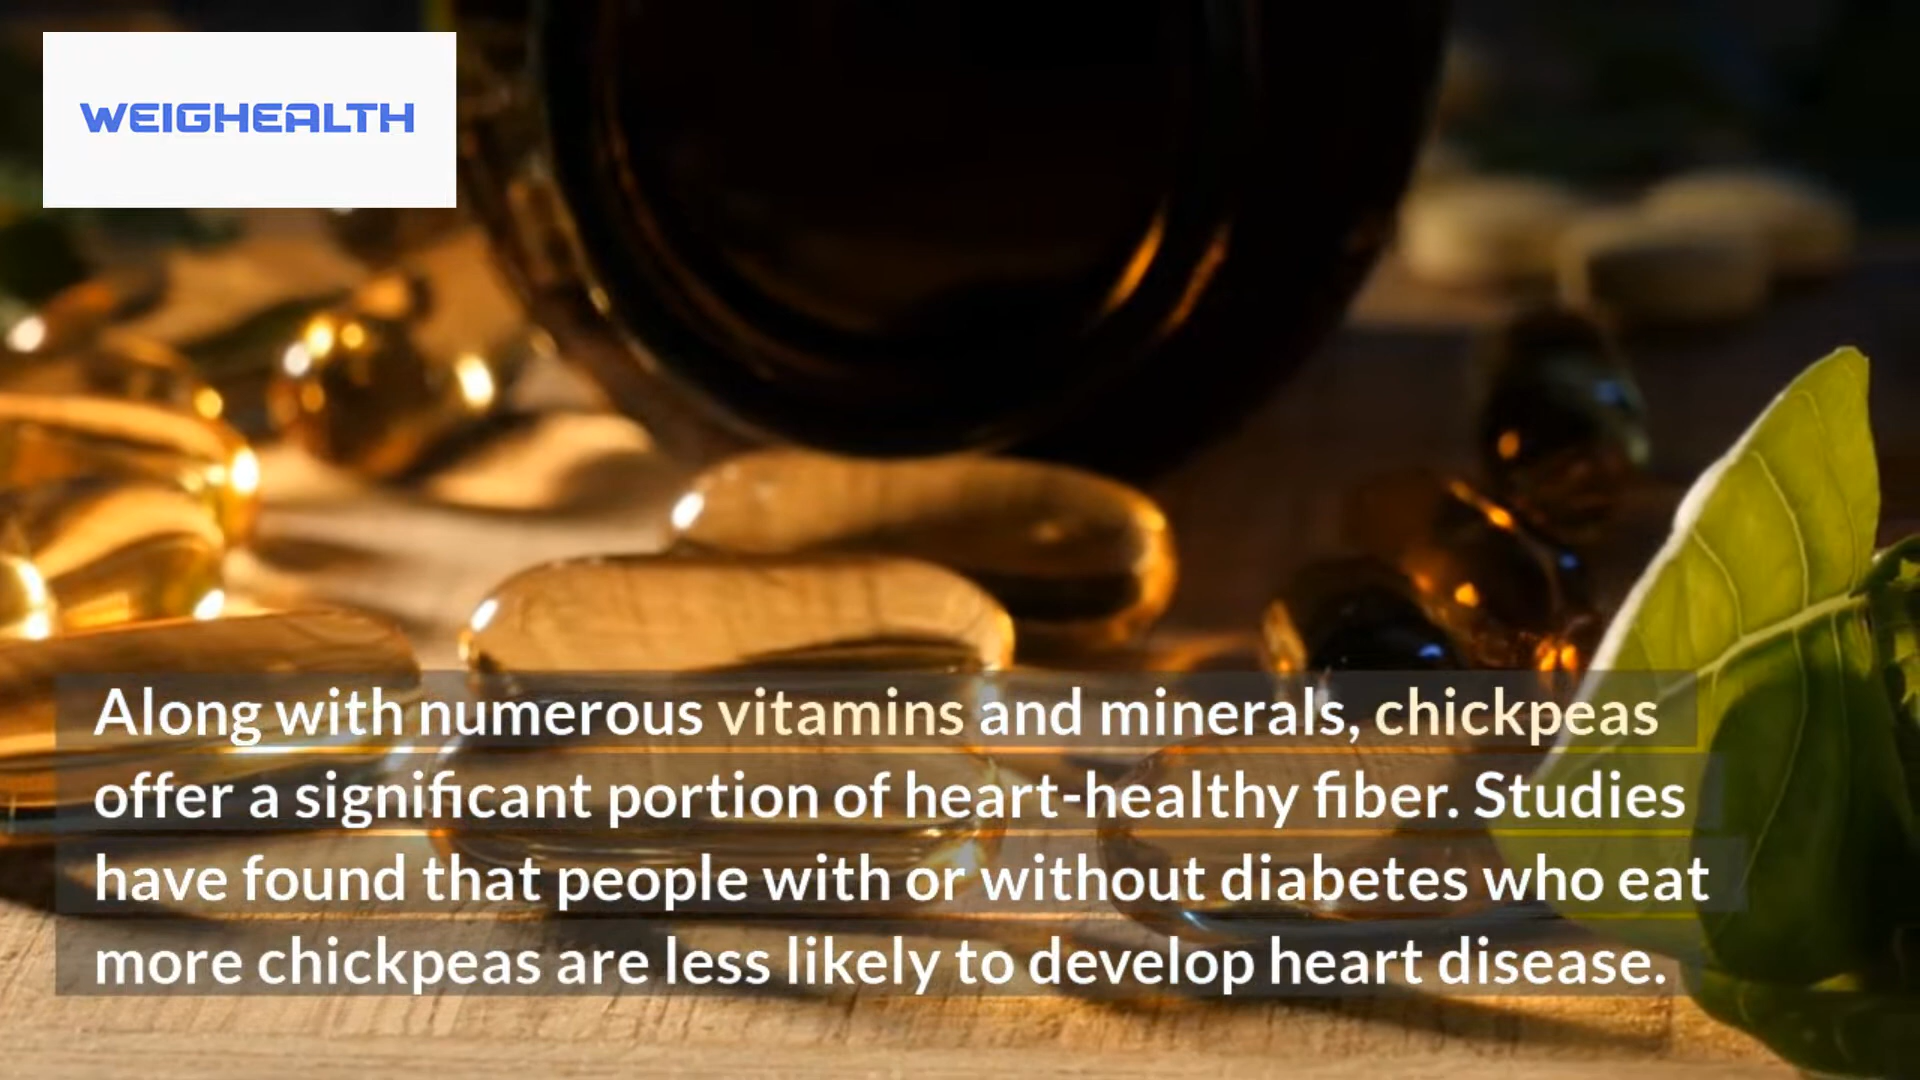 WEIGHEALTH
Along with numerous vitamins and minerals, chickpeas
offer a significant portion of heart-healthy fiber. Studies
have found that people with or without diabetes who eat
more chickpeas are less likely to develop heart disease.